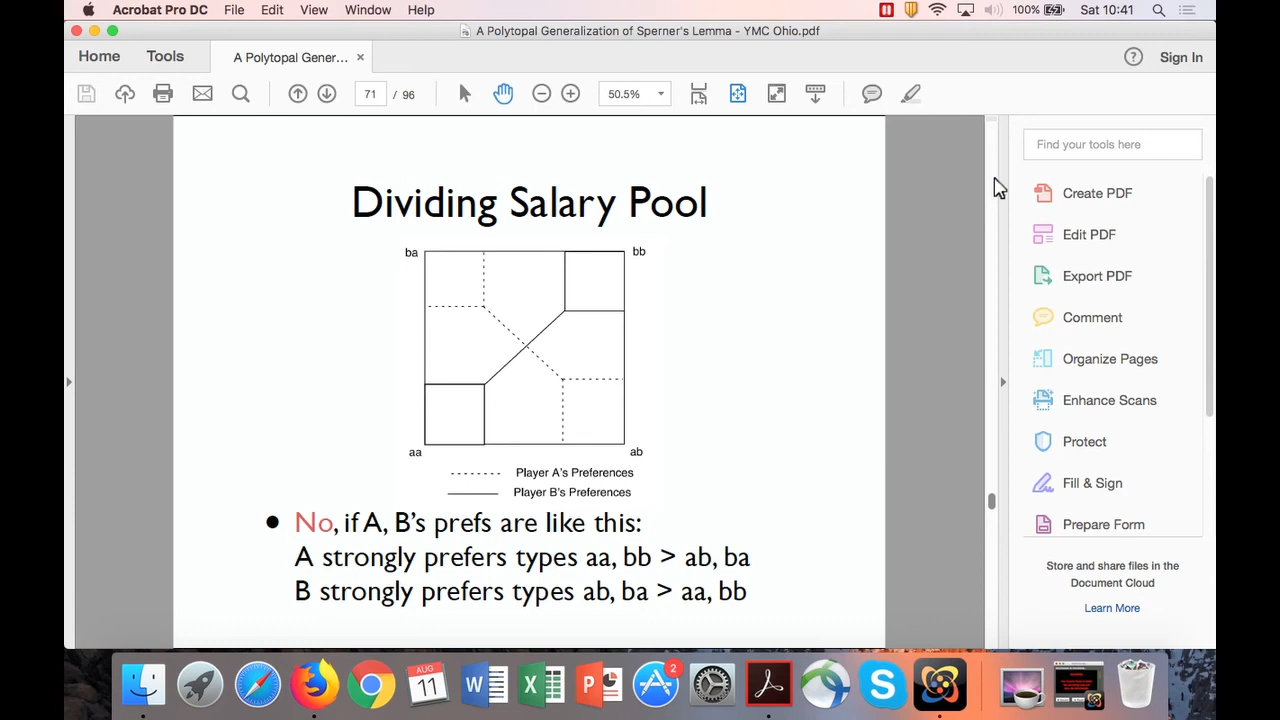 Acrobat Pro DC File Edit View Window Help 100% Sat 10:41
A Polytopal Generalization of Sperner's Lemma - YMC Ohio.pdf
Home Tools A Polytopal Gener... × ? Sign In
71 / 96 50.5%
Find your tools here
Create PDF
Edit PDF
Export PDF
Comment
Organize Pages
Enhance Scans
Protect
Fill & Sign
Prepare Form
Store and share files in the
Document Cloud
Learn More
Dividing Salary Pool
ba bb
aa ab
Player A's Preferences
Player B's Preferences
• No, if A, B's prefs are like this:
A strongly prefers types aa, bb > ab, ba
B strongly prefers types ab, ba > aa, bb
AUG
11
W
X
P
2
S